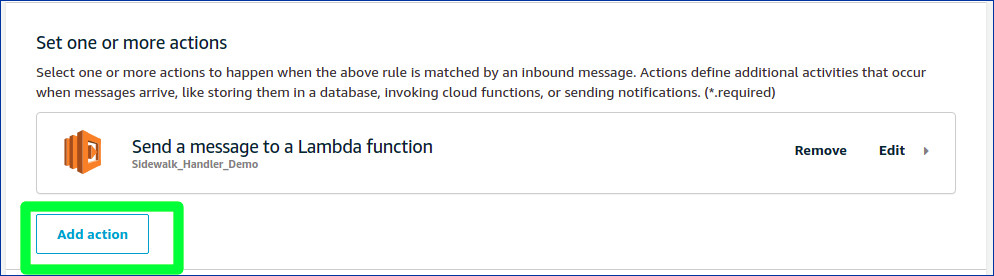 Set one or more actions
Select one or more actions to happen when the above rule is matched by an inbound message. Actions define additional activities that occur
when messages arrive, like storing them in a database, invoking cloud functions, or sending notifications. (*.required)
Send a message to a Lambda function
Sidewalk_Handler_Demo
Remove Edit
Add action